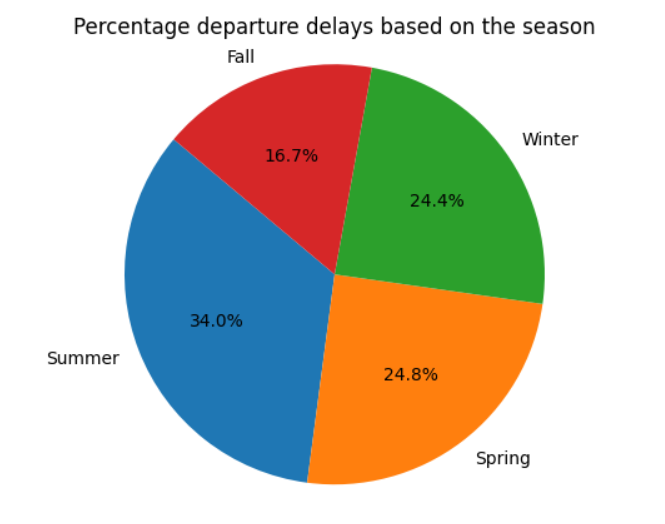 Percentage departure delays based on the season
Fall
16.7%
Winter
24.4%
34.0%
Summer
24.8%
Spring